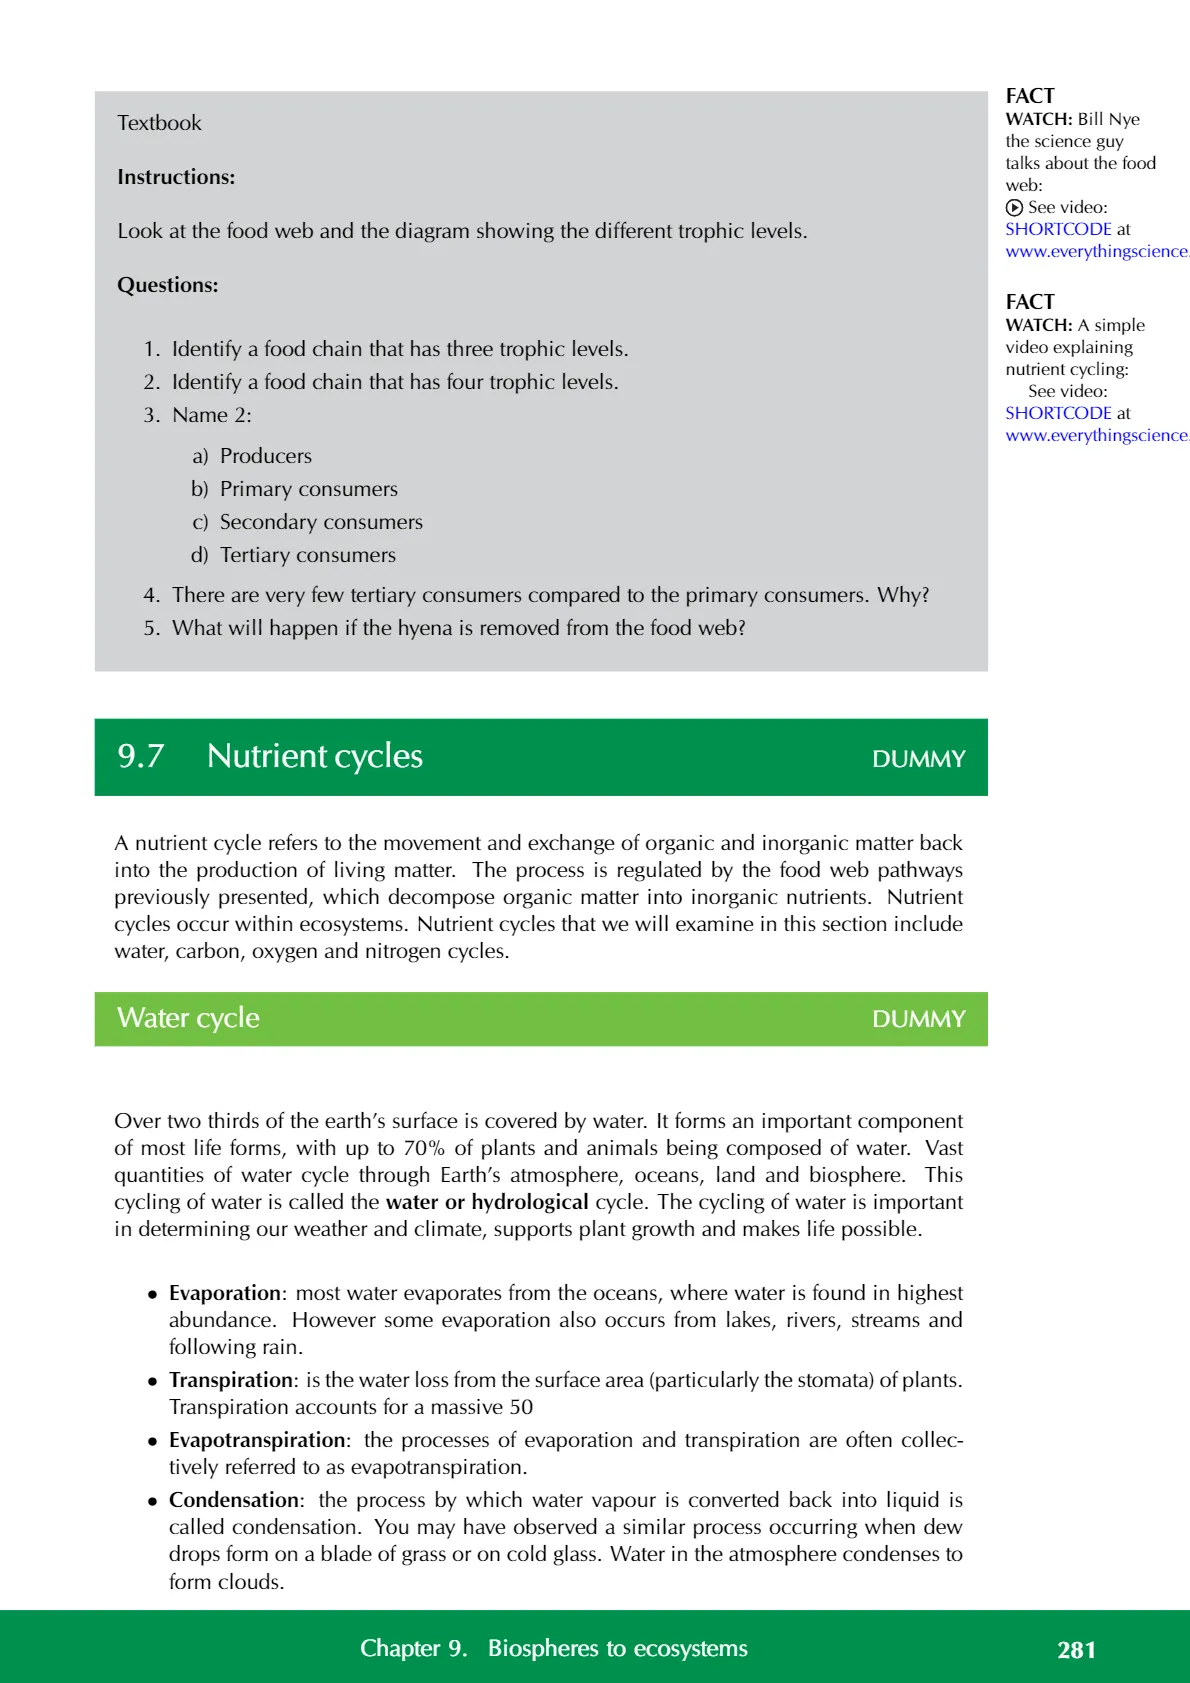 Textbook
Instructions:
Look at the food web and the diagram showing the different trophic levels.
Questions:
1. Identify a food chain that has three trophic levels.
2. Identify a food chain that has four trophic levels.
3. Name 2:
a) Producers
b) Primary consumers
c) Secondary consumers
d) Tertiary consumers
4. There are very few tertiary consumers compared to the primary consumers. Why?
5. What will happen if the hyena is removed from the food web?
FACT
WATCH: Bill Nye
the science guy
talks about the food
web:
See video:
SHORTCODE at
www.everythingscience.
FACT
WATCH: A simple
video explaining
nutrient cycling:
See video:
SHORTCODE at
www.everythingscience.
9.7 Nutrient cycles DUMMY
A nutrient cycle refers to the movement and exchange of organic and inorganic matter back
into the production of living matter. The process is regulated by the food web pathways
previously presented, which decompose organic matter into inorganic nutrients. Nutrient
cycles occur within ecosystems. Nutrient cycles that we will examine in this section include
water, carbon, oxygen and nitrogen cycles.
Water cycle DUMMY
Over two thirds of the earth's surface is covered by water. It forms an important component
of most life forms, with up to 70% of plants and animals being composed of water. Vast
quantities of water cycle through Earth's atmosphere, oceans, land and biosphere. This
cycling of water is called the water or hydrological cycle. The cycling of water is important
in determining our weather and climate, supports plant growth and makes life possible.
• Evaporation: most water evaporates from the oceans, where water is found in highest
abundance. However some evaporation also occurs from lakes, rivers, streams and
following rain.
• Transpiration: is the water loss from the surface area (particularly the stomata) of plants.
Transpiration accounts for a massive 50
• Evapotranspiration: the processes of evaporation and transpiration are often collec-
tively referred to as evapotranspiration.
• Condensation: the process by which water vapour is converted back into liquid is
called condensation. You may have observed a similar process occurring when dew
drops form on a blade of grass or on cold glass. Water in the atmosphere condenses to
form clouds.
Chapter 9. Biospheres to ecosystems 281